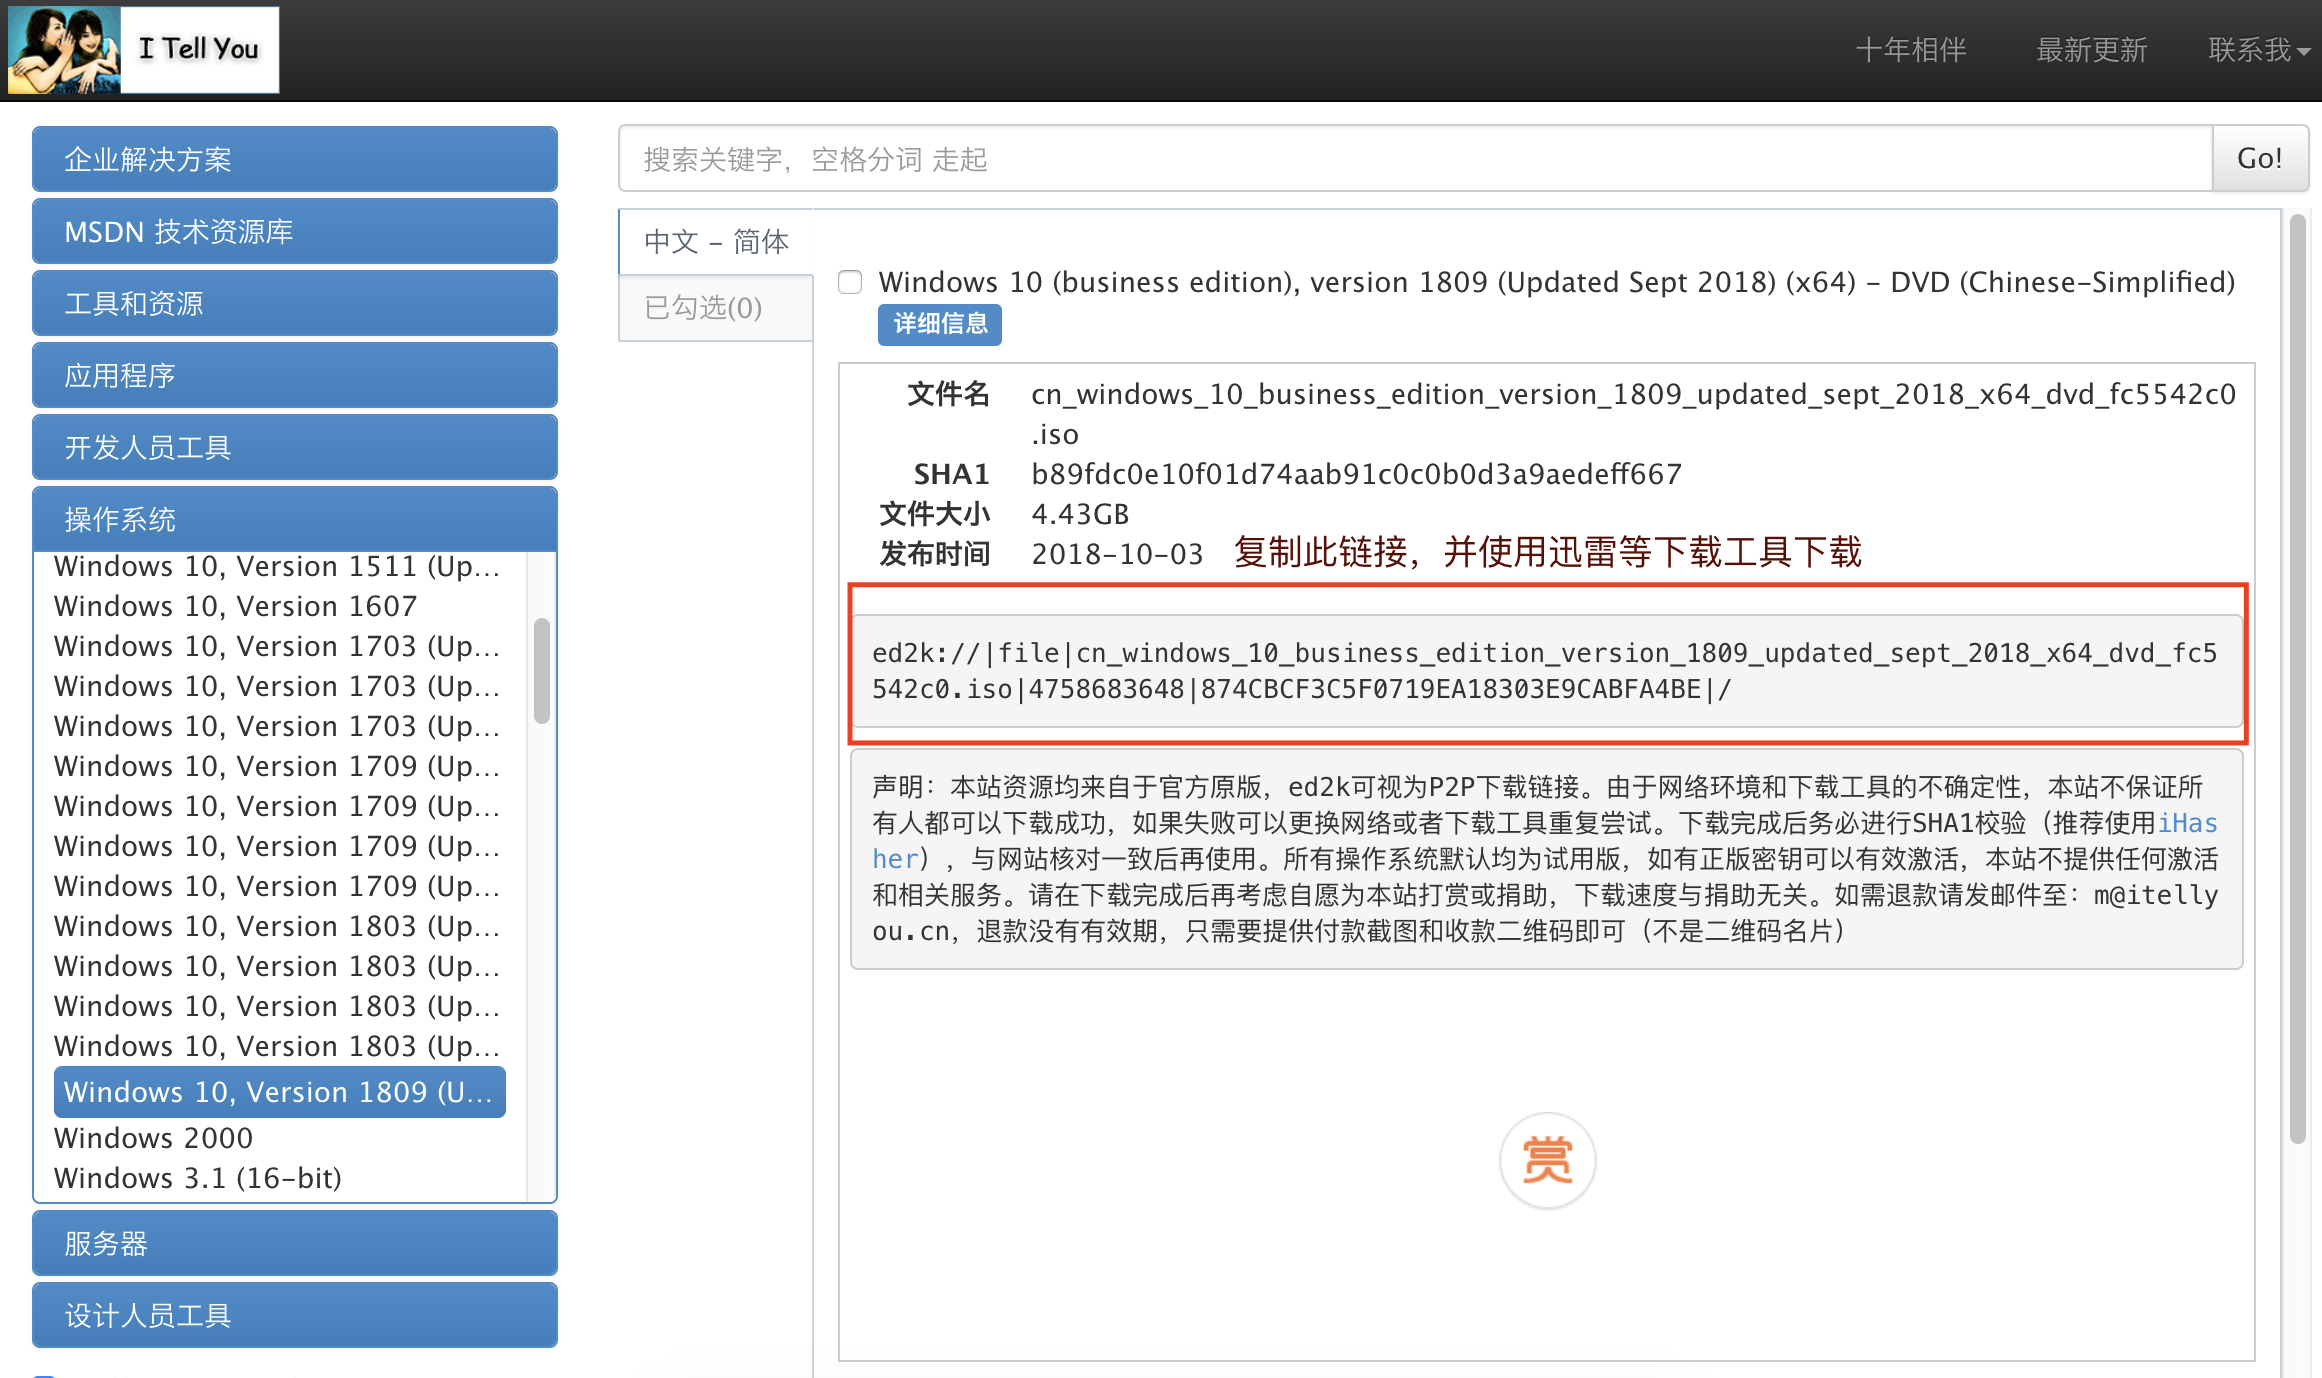 I Tell You
十年相伴
最新更新
联系我
企业解决方案
MSDN 技术资源库
工具和资源
应用程序
开发人员工具
操作系统
Windows 10, Version 1511 (Up...
Windows 10, Version 1607
Windows 10, Version 1703 (Up...
Windows 10, Version 1703 (Up...
Windows 10, Version 1703 (Up...
Windows 10, Version 1709 (Up...
Windows 10, Version 1709 (Up...
Windows 10, Version 1709 (Up...
Windows 10, Version 1709 (Up...
Windows 10, Version 1803 (Up...
Windows 10, Version 1803 (Up...
Windows 10, Version 1803 (Up...
Windows 10, Version 1803 (Up...
Windows 10, Version 1809 (U...
Windows 2000
Windows 3.1 (16-bit)
服务器
设计人员工具
搜索关键字，空格分词 走起
Go!
中文 - 简体
已勾选(0)
Windows 10 (business edition), version 1809 (Updated Sept 2018) (x64) - DVD (Chinese-Simplified)
详细信息
文件名 cn_windows_10_business_edition_version_1809_updated_sept_2018_x64_dvd_fc5542c0
.iso
SHA1 b89fdc0e10f01d74aab91c0c0b0d3a9aedeff667
文件大小 4.43GB
发布时间 2018-10-03 复制此链接，并使用迅雷等下载工具下载
ed2k://|file|cn_windows_10_business_edition_version_1809_updated_sept_2018_x64_dvd_fc5
542c0.iso|4758683648|874CBCF3C5F0719EA18303E9CABFA4BE|/
声明：本站资源均来自于官方原版，ed2k可视为P2P下载链接。由于网络环境和下载工具的不确定性，本站不保证所
有人都可以下载成功，如果失败可以更换网络或者下载工具重复尝试。下载完成后务必进行SHA1校验（推荐使用iHas
her），与网站核对一致后再使用。所有操作系统默认均为试用版，如有正版密钥可以有效激活，本站不提供任何激活
和相关服务。请在下载完成后再考虑自愿为本站打赏或捐助，下载速度与捐助无关。如需退款请发邮件至：m@itelly
ou.cn，退款没有有效期，只需要提供付款截图和收款二维码即可（不是二维码名片）
赏